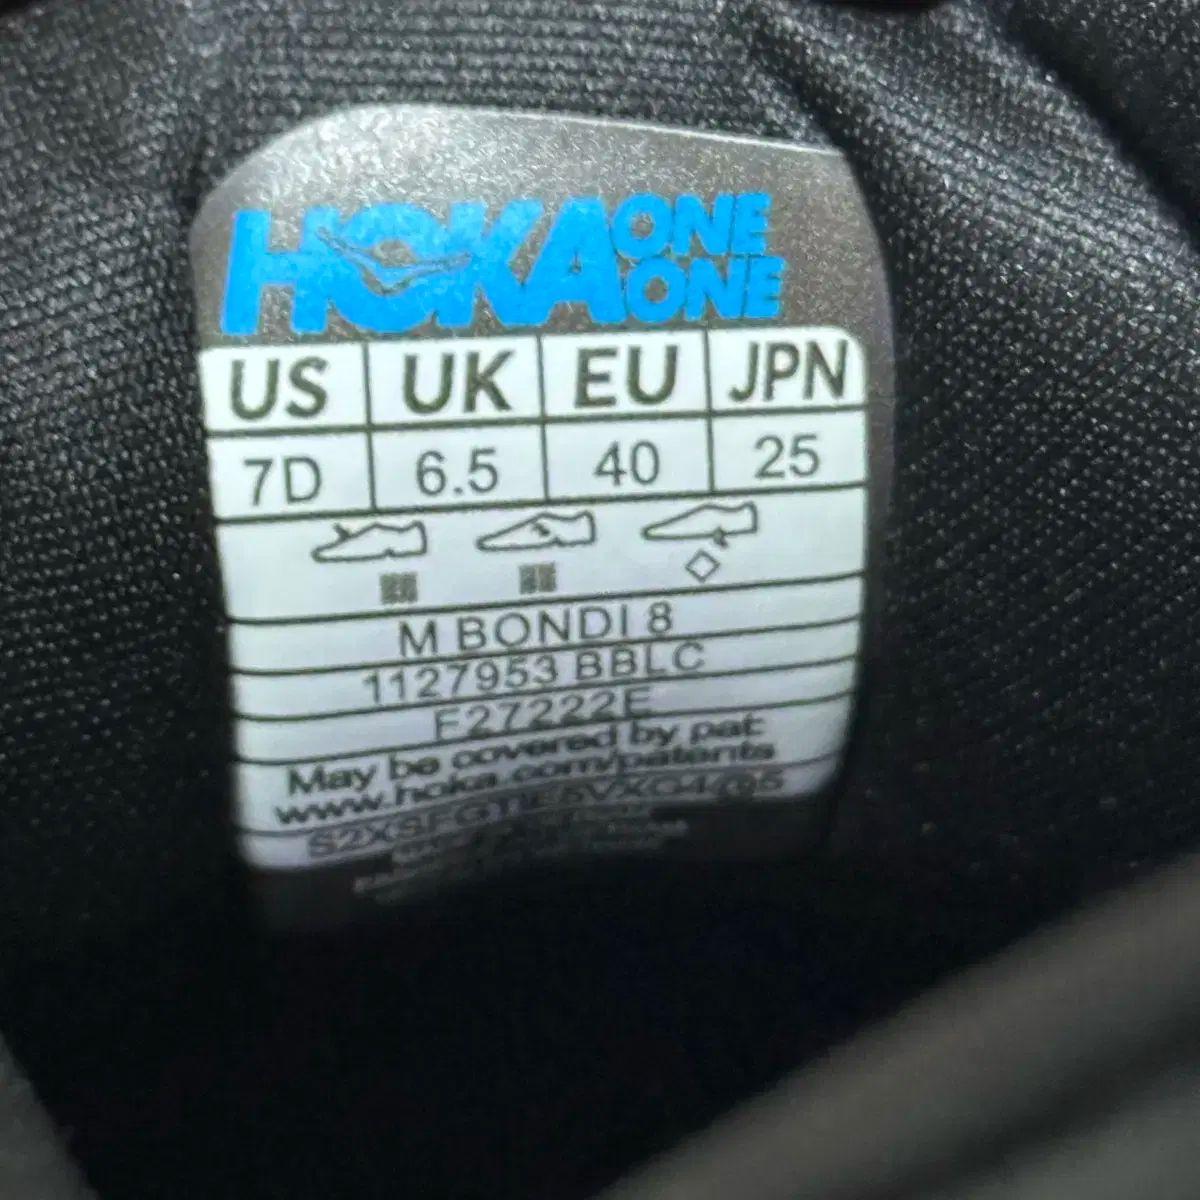 HOKA ONE ONE
US UK EU JPN
7D 6.5 40 25
M BONDI 8
1127953 BBLC
F27222E
May be covered by pat:
www.hoka.com/patents